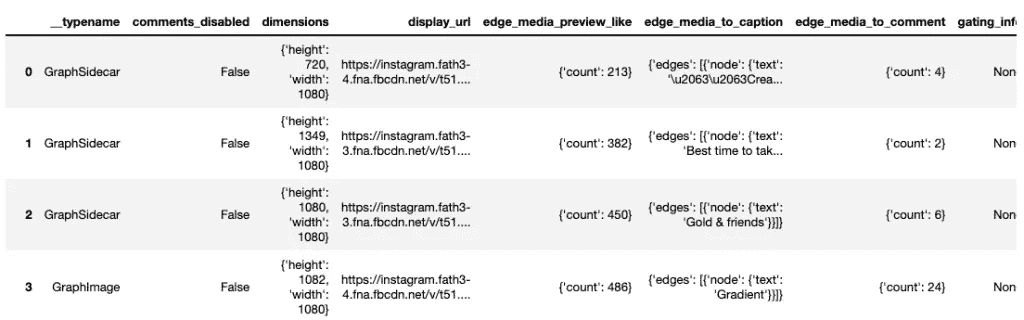 __typename comments_disabled dimensions display_url edge_media_preview_like edge_media_to_caption edge_media_to_comment gating_info
0 GraphSidecar False {'height': 720, 'width': 1080} https://instagram.fath3-4.fna.fbcdn.net/v/t51.... {'count': 213} {'edges': [{'node': {'text': '\u2063\u2063Crea... {'count': 4} Non
1 GraphSidecar False {'height': 1349, 'width': 1080} https://instagram.fath3-3.fna.fbcdn.net/v/t51.... {'count': 382} {'edges': [{'node': {'text': 'Best time to tak... {'count': 2} Non
2 GraphSidecar False {'height': 1080, 'width': 1080} https://instagram.fath3-3.fna.fbcdn.net/v/t51.... {'count': 450} {'edges': [{'node': {'text': 'Gold & friends'}}]} {'count': 6} Non
3 GraphImage False {'height': 1082, 'width': 1080} https://instagram.fath3-4.fna.fbcdn.net/v/t51.... {'count': 486} {'edges': [{'node': {'text': 'Gradient'}}]} {'count': 24} Non